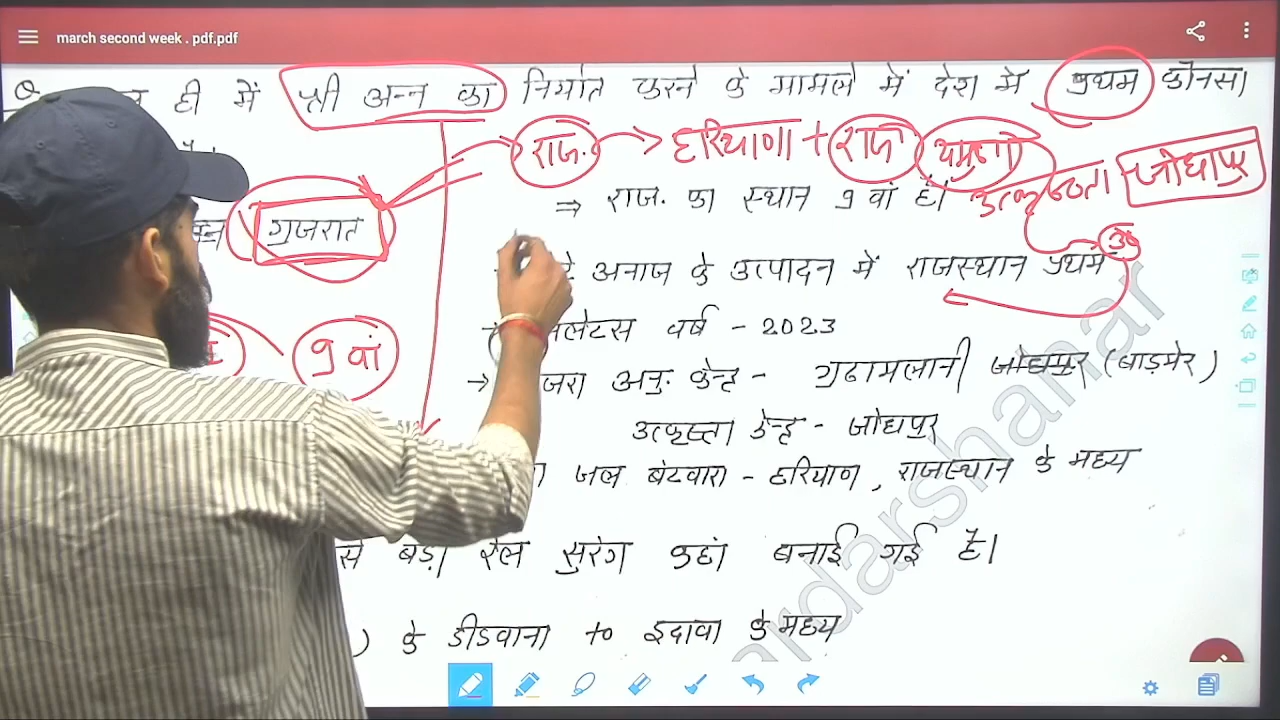 march second week . pdf.pdf
ही में श्री अन्न का निर्यात करने के मामले में देश में प्रथम कौनसा
राज. → हरियाणा + राज यमुना
उत्कृष्टता जोधपुर
⇒ राज. का स्थान 9 वां है।
गुजरात
अनाज के उत्पादन में राजस्थान प्रथम
वर्ष - 2023
9 वां
→ अनु. केन्द्र - गुढामलानी जोधपुर (बाड़मेर)
उत्कृष्ता केन्द्र - जोधपुर
जल बंटवारा - हरियाण, राजस्थान के मध्य
से बड़ी रेल सुरंग कहां बनाई गई है।
) के डीडवाना to इंदावा के मध्य
ardarshahar